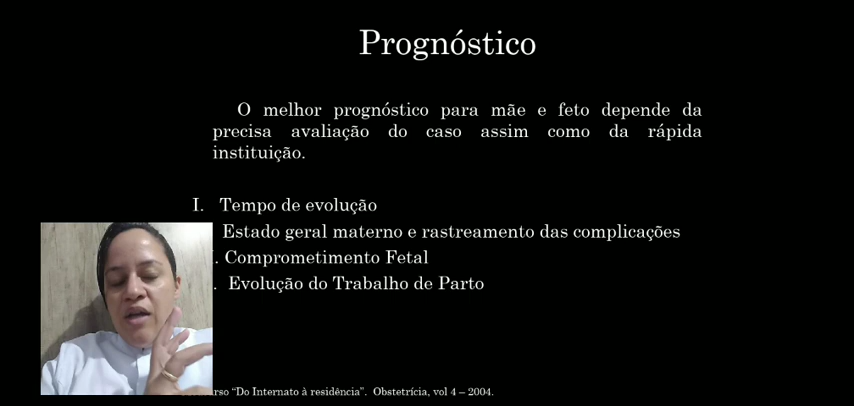 Prognóstico
O melhor prognóstico para mãe e feto depende da
precisa avaliação do caso assim como da rápida
instituição.
I. Tempo de evolução
Estado geral materno e rastreamento das complicações
. Comprometimento Fetal
. Evolução do Trabalho de Parto
“Do Internato à residência”. Obstetrícia, vol 4 – 2004.